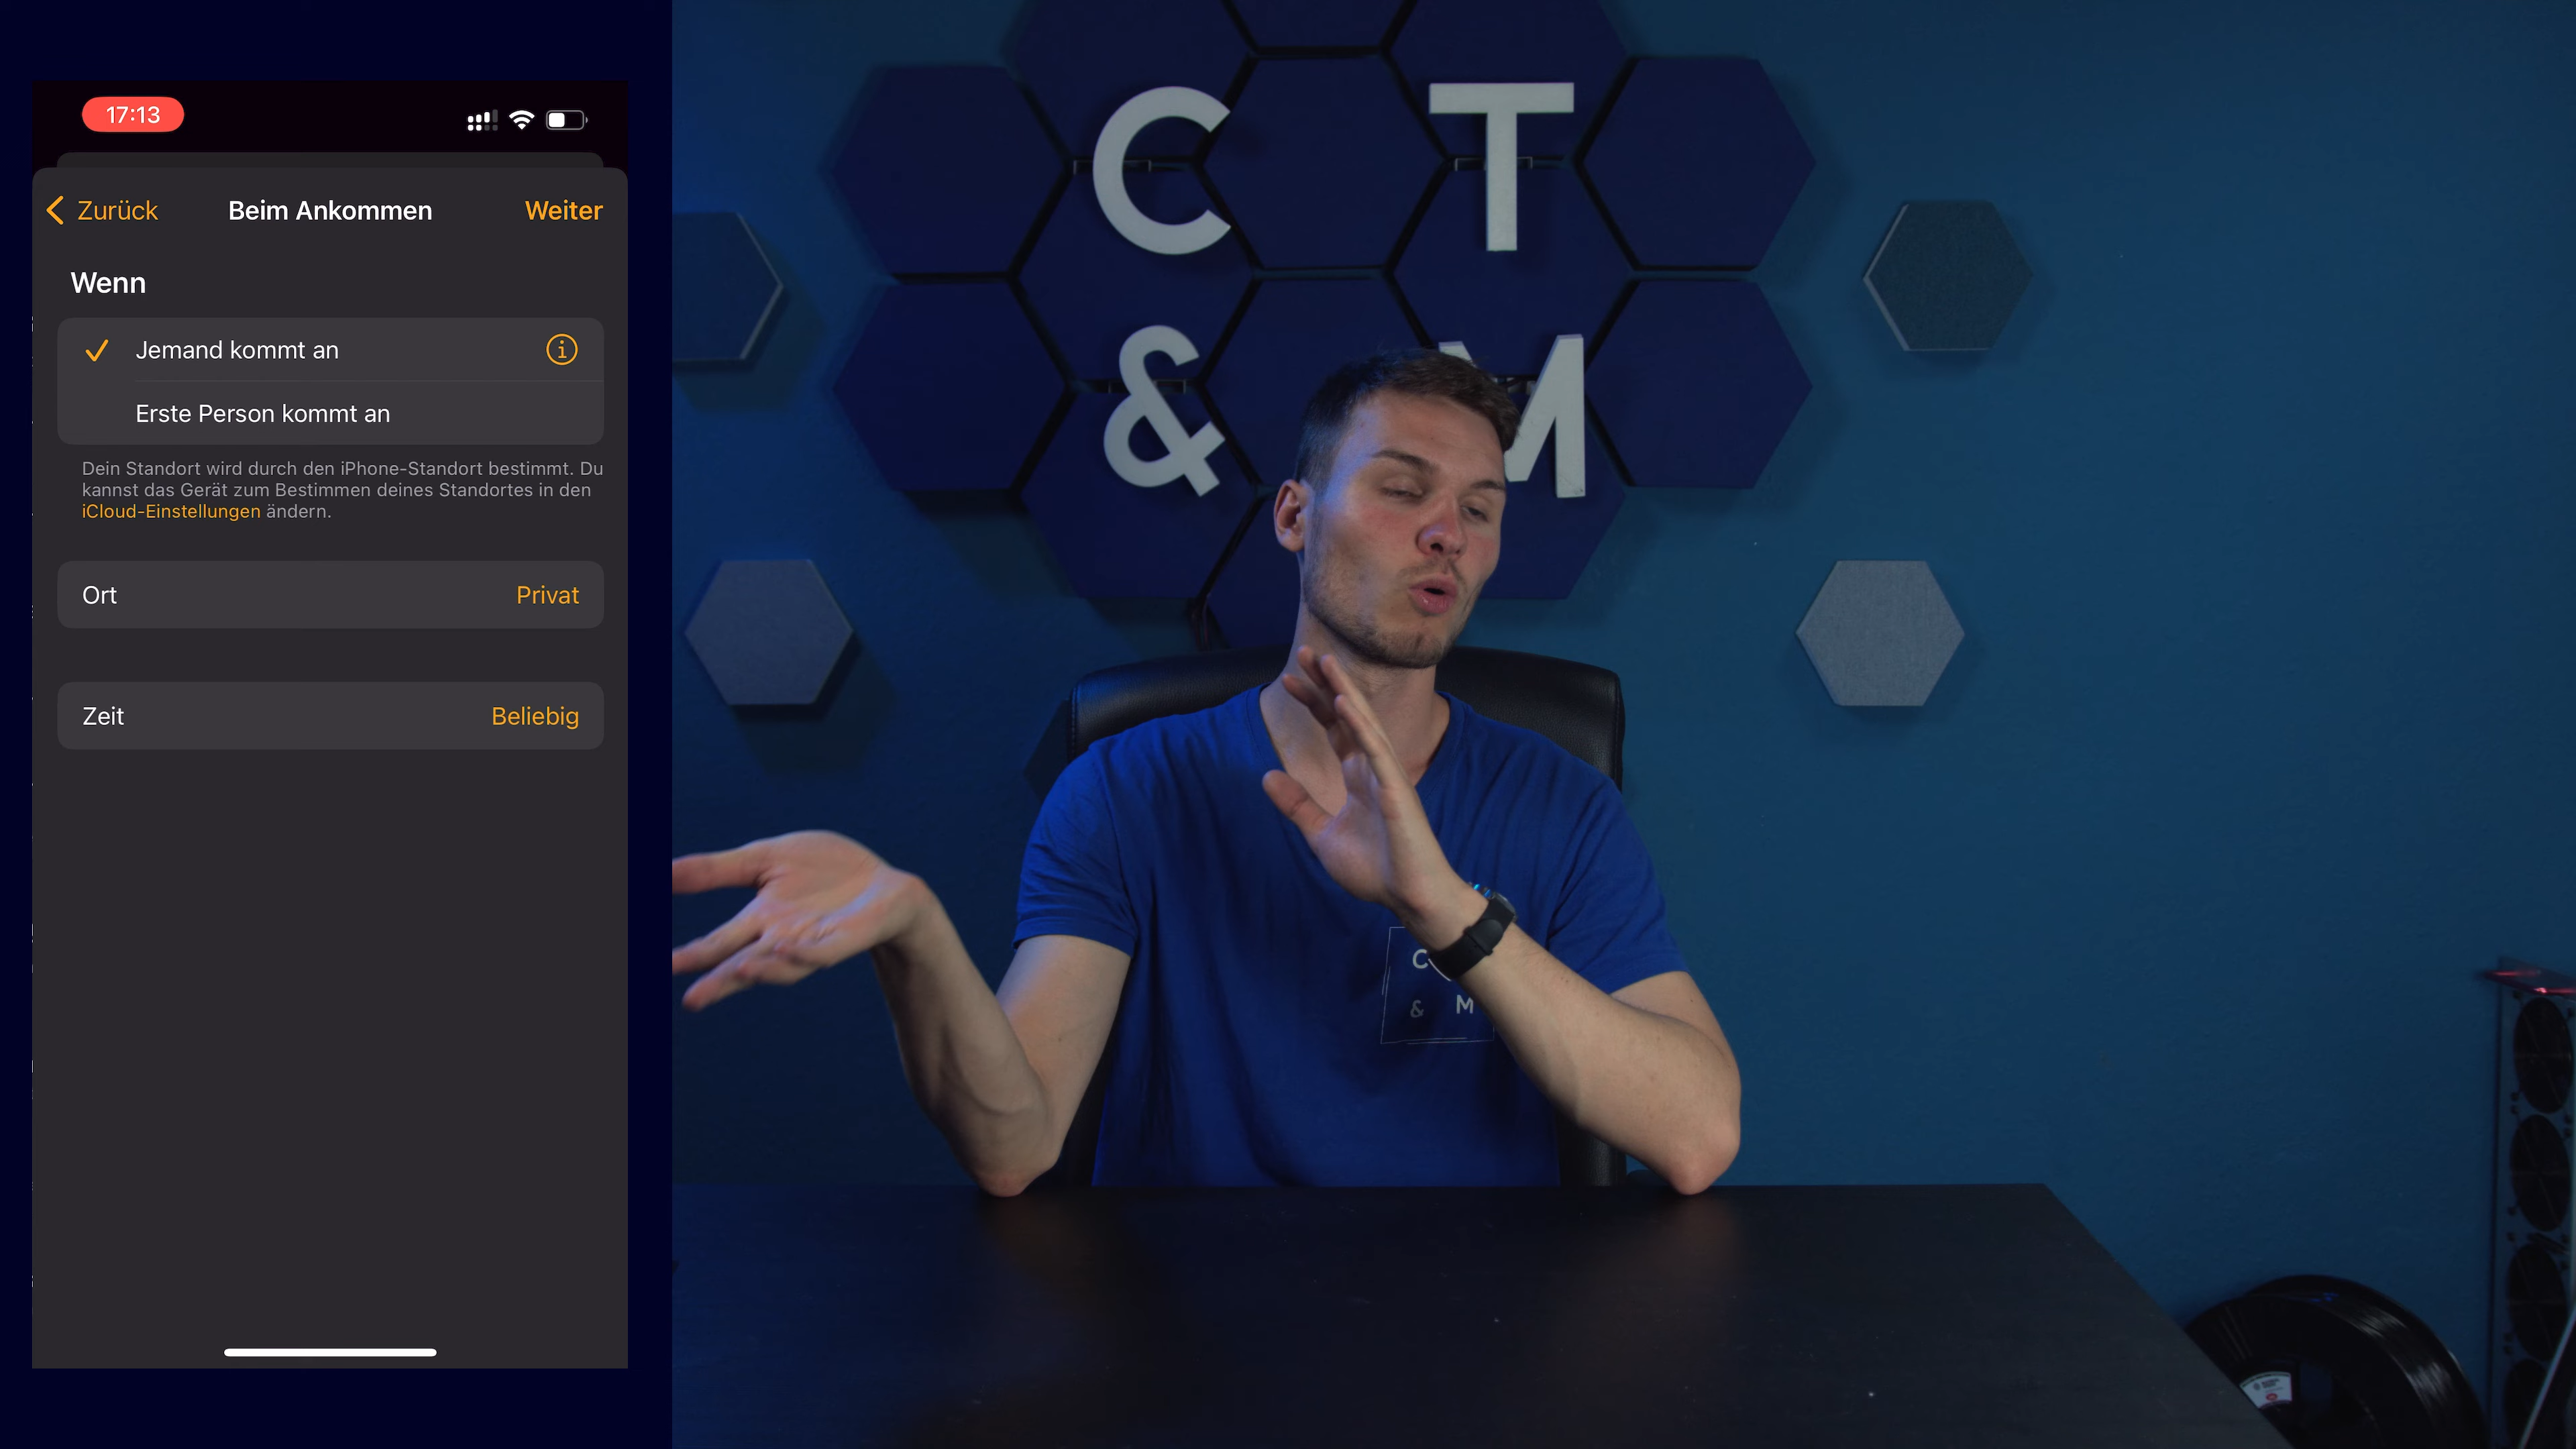 17:13
Zurück
Beim Ankommen
Weiter
Wenn
Jemand kommt an
Erste Person kommt an
Dein Standort wird durch den iPhone-Standort bestimmt. Du
kannst das Gerät zum Bestimmen deines Standortes in den
iCloud-Einstellungen ändern.
Ort
Privat
Zeit
Beliebig
C T
& M
C
& M